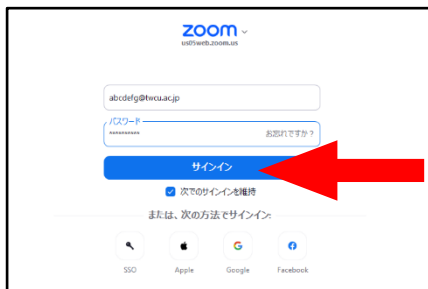 zoom
us05web.zoom.us
abcdefg@twcu.ac.jp
パスワード
********** お忘れですか？
サインイン
次でのサインインを維持
または、次の方法でサインイン:
SSO Apple Google Facebook